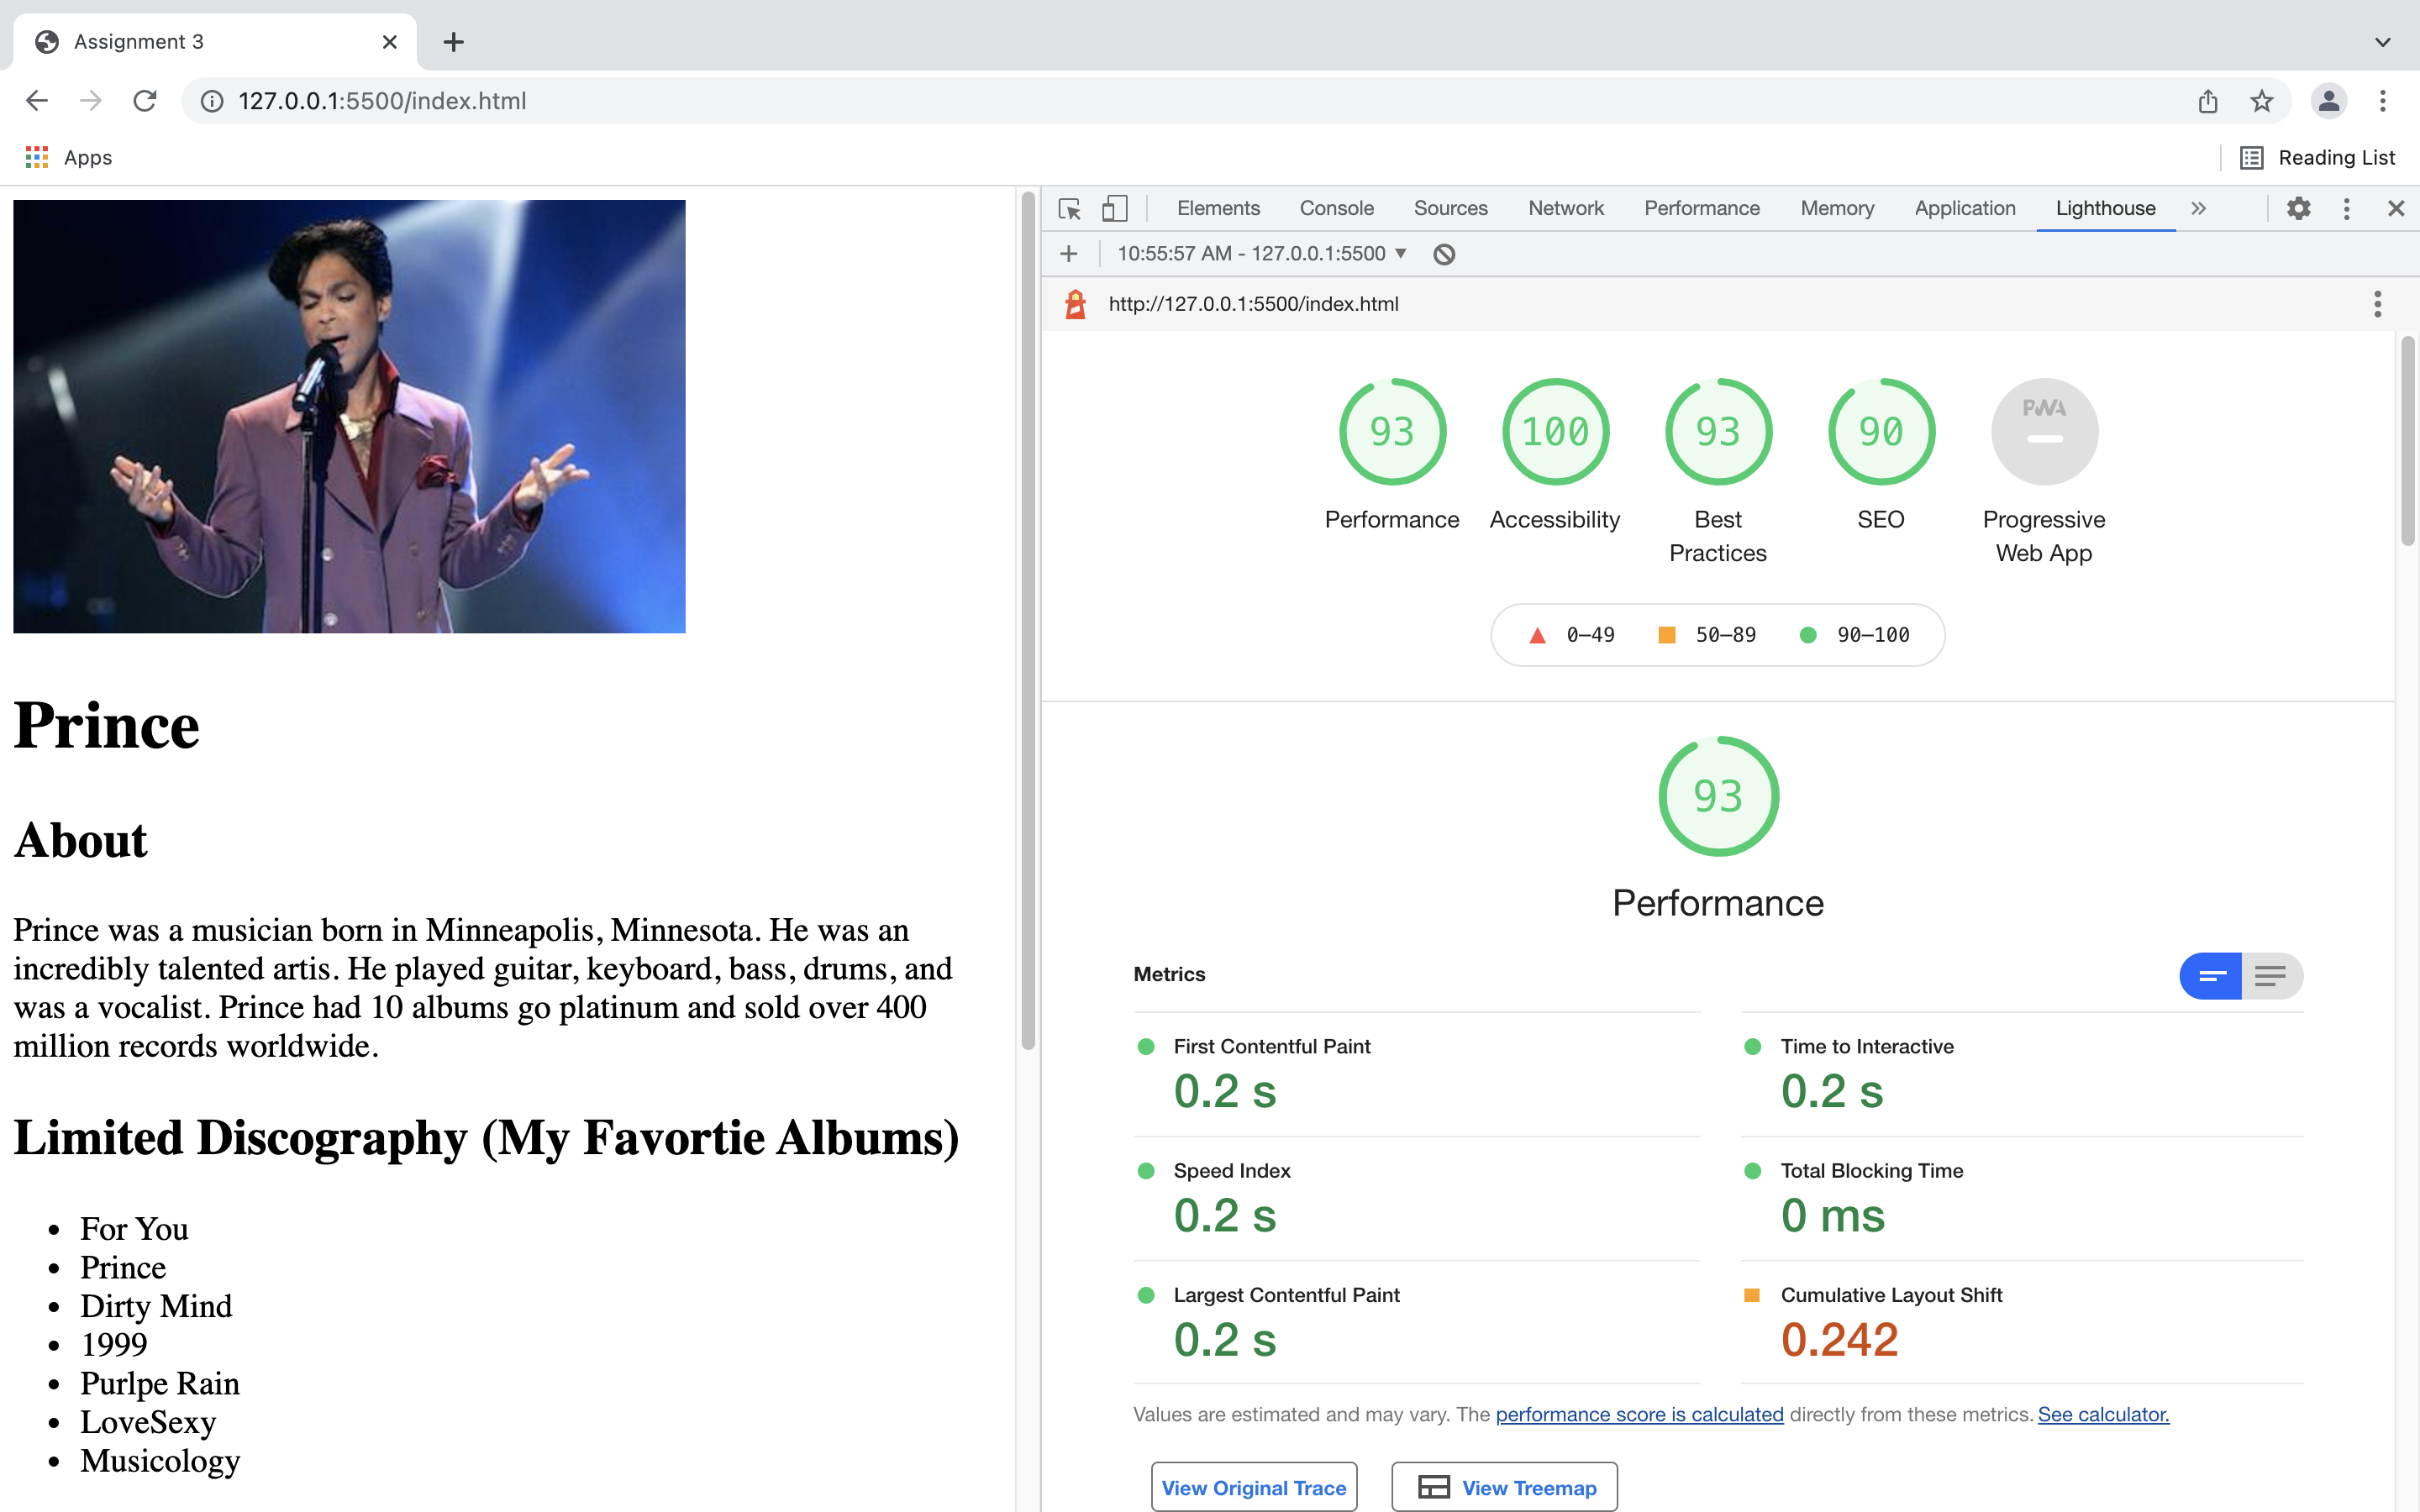 Assignment 3
127.0.0.1:5500/index.html
Apps
Reading List
Prince
About
Prince was a musician born in Minneapolis, Minnesota. He was an
incredibly talented artis. He played guitar, keyboard, bass, drums, and
was a vocalist. Prince had 10 albums go platinum and sold over 400
million records worldwide.
Limited Discography (My Favortie Albums)
For You
Prince
Dirty Mind
1999
Purlpe Rain
LoveSexy
Musicology
Elements Console Sources Network Performance Memory Application Lighthouse
10:55:57 AM - 127.0.0.1:5500
http://127.0.0.1:5500/index.html
93 100 93 90 PWA
Performance Accessibility Best Practices SEO Progressive Web App
0–49 50–89 90–100
93
Performance
Metrics
First Contentful Paint
0.2 s
Time to Interactive
0.2 s
Speed Index
0.2 s
Total Blocking Time
0 ms
Largest Contentful Paint
0.2 s
Cumulative Layout Shift
0.242
Values are estimated and may vary. The performance score is calculated directly from these metrics. See calculator.
View Original Trace
View Treemap